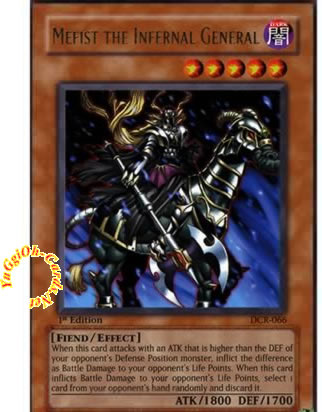 Mefist the Infernal General
闇
YuGgiOh-Cards.Net
1st Edition
DCR-066
[Fiend/Effect]
When this card attacks with an ATK that is higher than the DEF of
your opponent's Defense Position monster, inflict the difference
as Battle Damage to your opponent's Life Points. When this card
inflicts Battle Damage to your opponent's Life Points, select 1
card from your opponent's hand randomly and discard it.
ATK/1800 DEF/1700